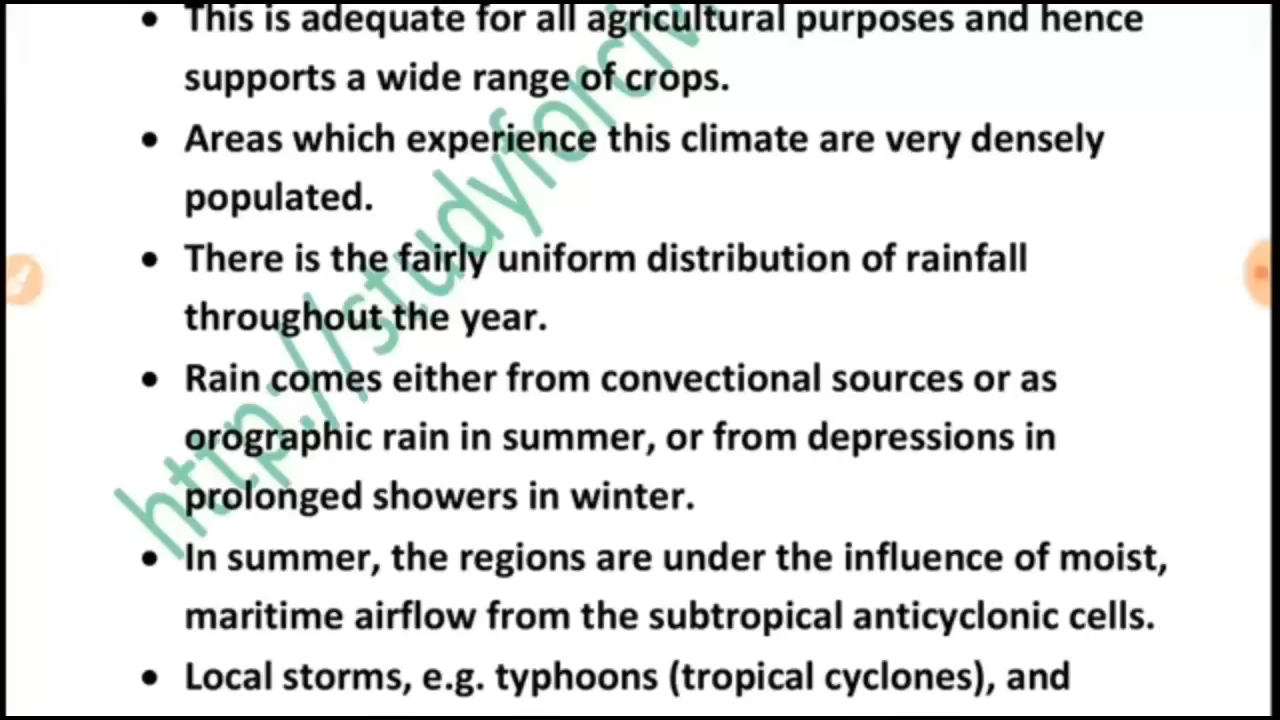 • This is adequate for all agricultural purposes and hence
supports a wide range of crops.
• Areas which experience this climate are very densely
populated.
• There is the fairly uniform distribution of rainfall
throughout the year.
• Rain comes either from convectional sources or as
orographic rain in summer, or from depressions in
prolonged showers in winter.
• In summer, the regions are under the influence of moist,
maritime airflow from the subtropical anticyclonic cells.
• Local storms, e.g. typhoons (tropical cyclones), and
http://studyforciv